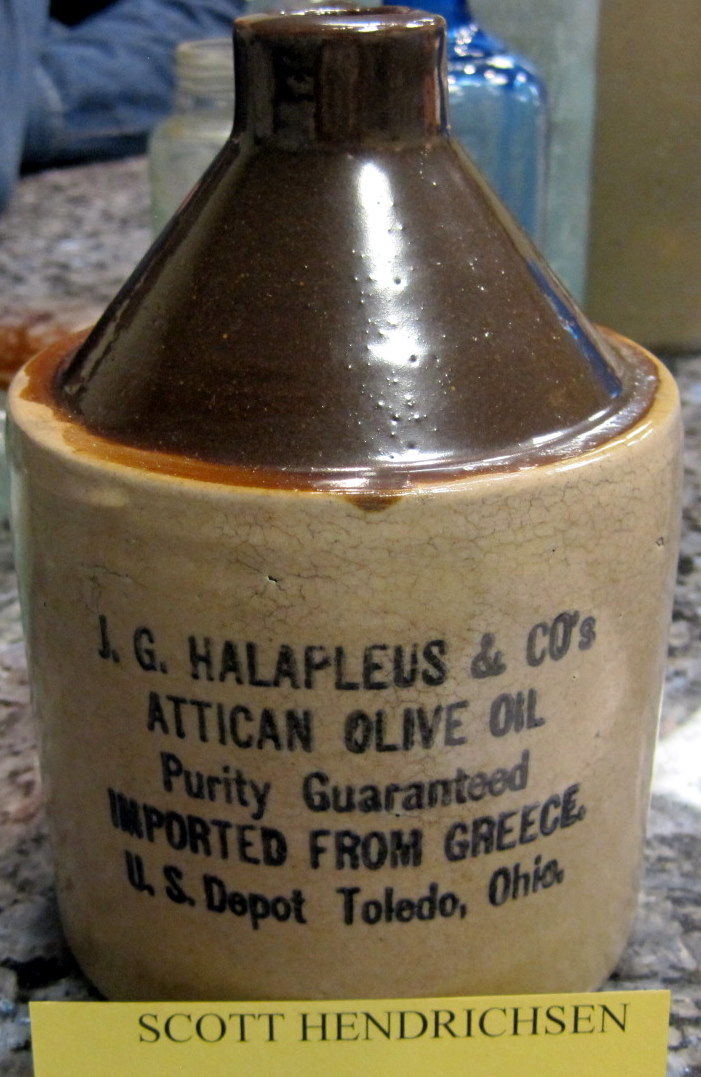 J. G. HALAPLEUS & CO's
ATTICAN OLIVE OIL
Purity Guaranteed
IMPORTED FROM GREECE.
U. S. Depot Toledo, Ohio.
SCOTT HENDRICHSEN